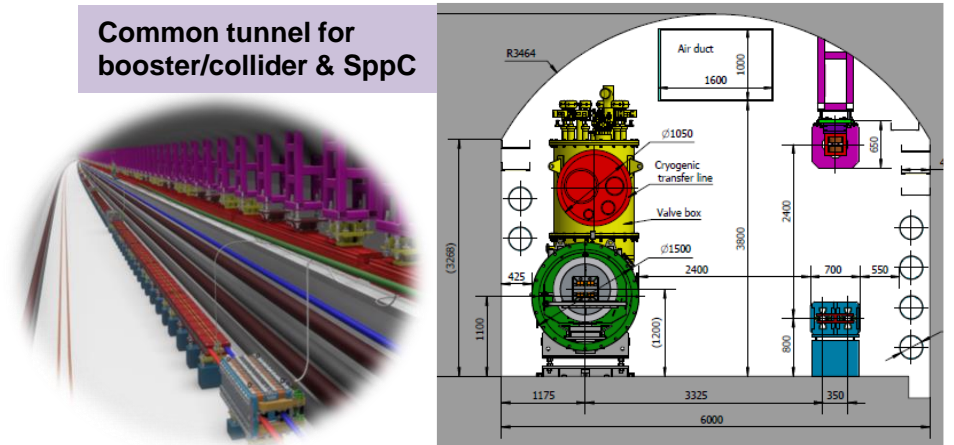 Common tunnel for
booster/collider & SppC
R3464
Air duct
1000
1600
Ø1050
650
Cryogenic
transfer line
Valve box
2400
3800
(3268)
Ø1500
425
2400
700
550
1100
(1200)
800
1175
3325
350
6000